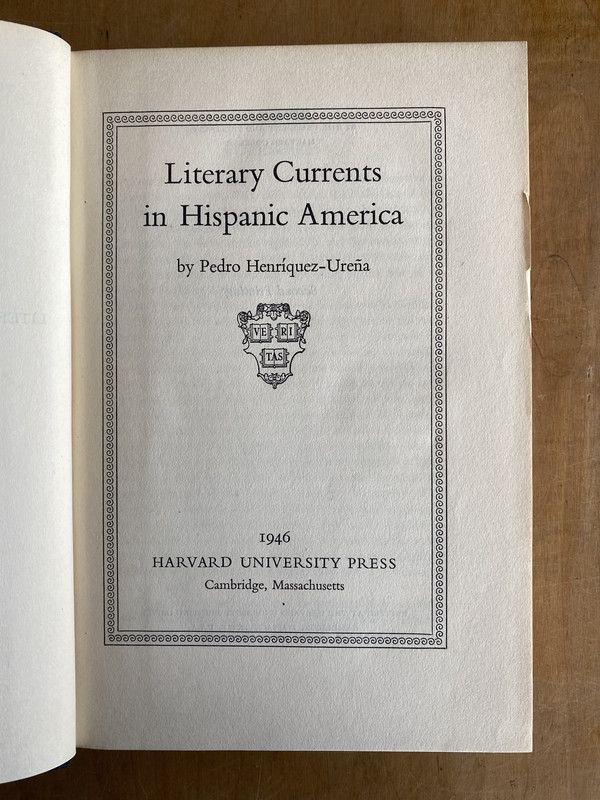 Literary Currents
in Hispanic America
by Pedro Henríquez-Ureña
VE RI
TAS
1946
HARVARD UNIVERSITY PRESS
Cambridge, Massachusetts